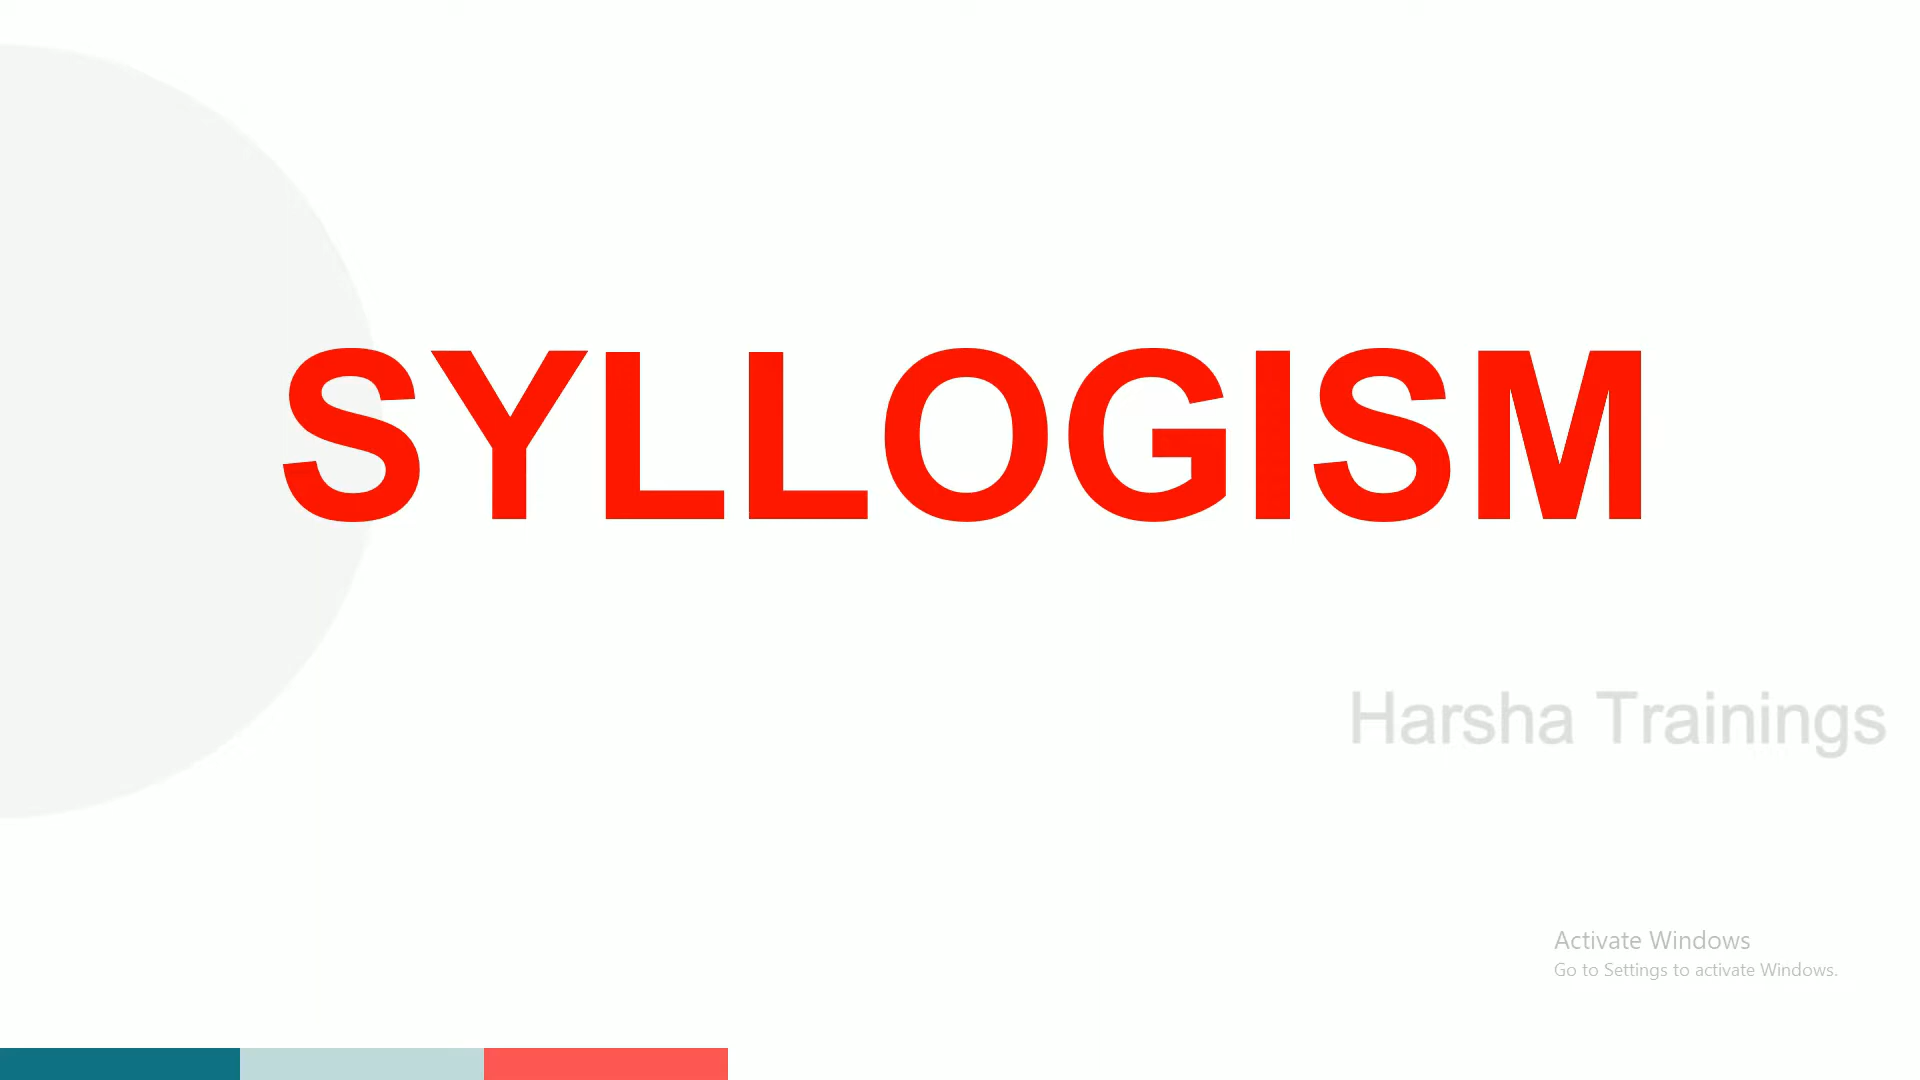 SYLLOGISM
Harsha Trainings
Activate Windows
Go to Settings to activate Windows.